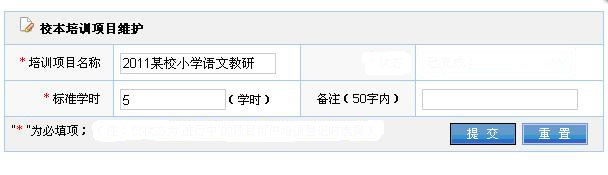 校本培训项目维护
* 培训项目名称 2011某校小学语文教研
* 标准学时 5 (学时) 备注(50字内)
"* "为必填项；
提 交 重 置